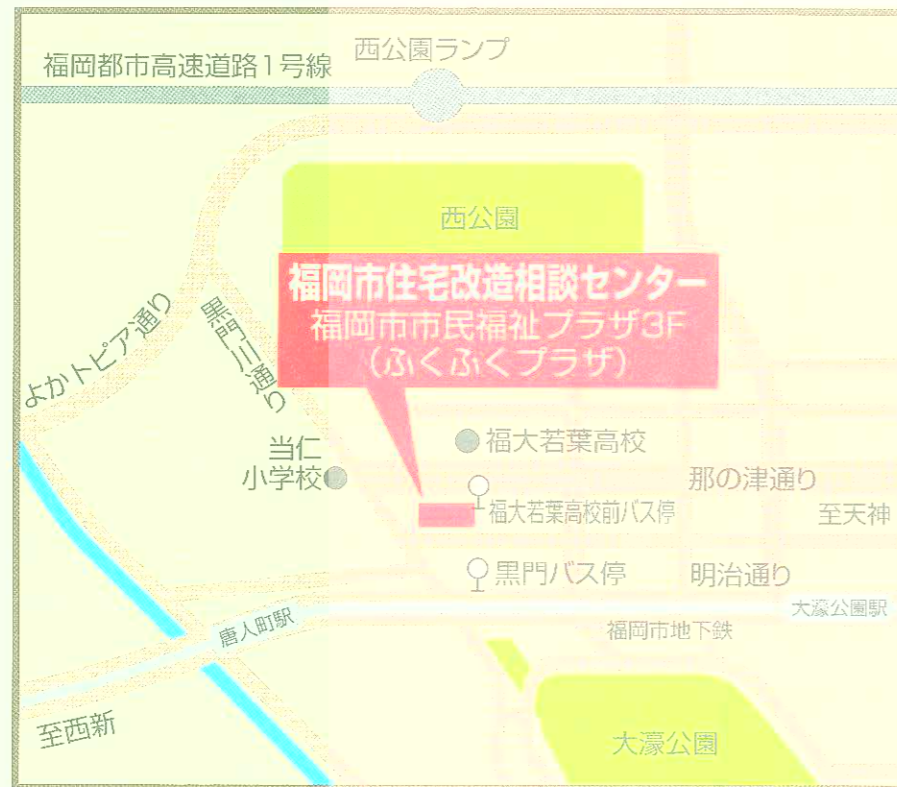 福岡都市高速道路1号線
西公園ランプ
西公園
福岡市住宅改造相談センター
福岡市市民福祉プラザ3F
(ふくふくプラザ)
よかトピア通り
黒門川通り
当仁
小学校
福大若葉高校
那の津通り
福大若葉高校前バス停
至天神
黒門バス停
明治通り
大濠公園駅
唐人町駅
福岡市地下鉄
至西新
大濠公園